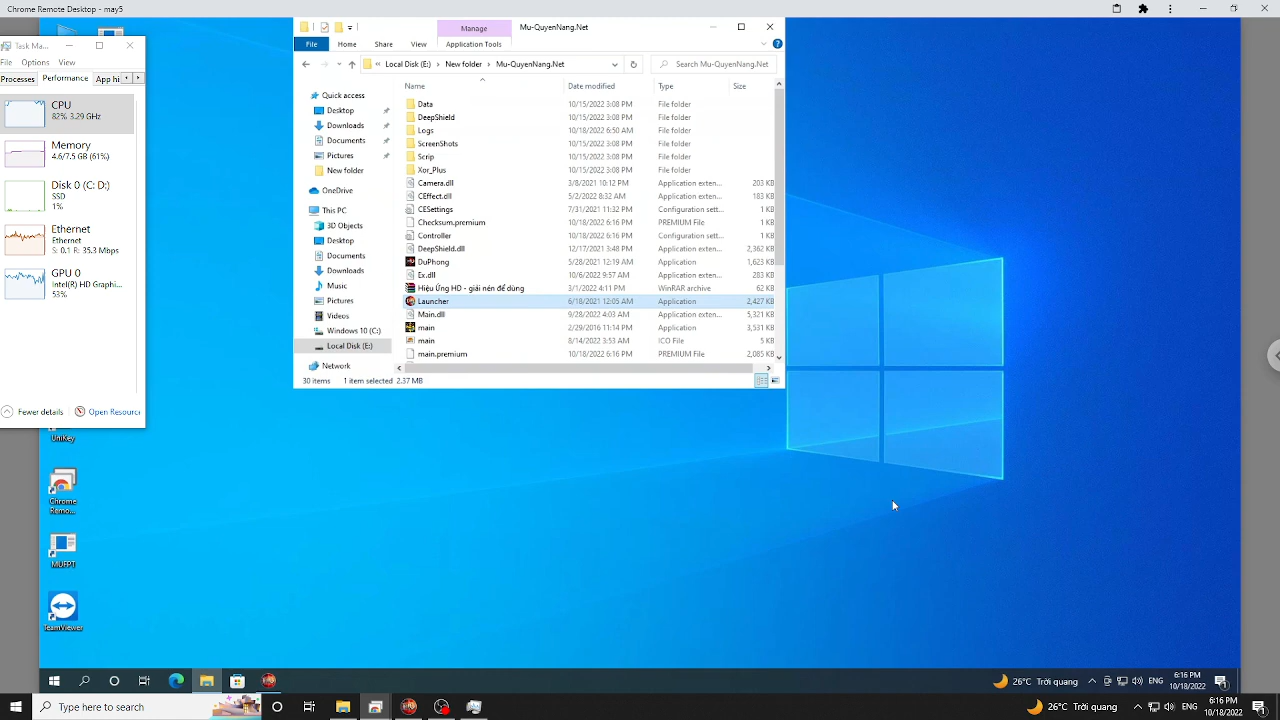 Chrome Remote Desktop - may5
Task Ma...
File Options View
Processes Performance App hi
CPU
82% 3.29 GHz
Memory
4.6/7.5 GB (61%)
Disk 0 (C: D:)
SSD
1%
Ethernet
Ethernet
S: 0.1 R: 35.3 Mbps
GPU 0
Intel(R) HD Graphics
53%
Fewer details Open Resourc
Manage
Mu-QuyenNang.Net
File Home Share View Application Tools
Local Disk (E:) New folder Mu-QuyenNang.Net
Search Mu-QuyenNang.Net
Quick access
Desktop
Downloads
Documents
Pictures
New folder
OneDrive
This PC
3D Objects
Desktop
Documents
Downloads
Music
Pictures
Videos
Windows 10 (C:)
Local Disk (E:)
Network
Name Date modified Type Size
Data 10/15/2022 3:08 PM File folder
DeepShield 10/15/2022 3:08 PM File folder
Logs 10/18/2022 6:50 AM File folder
ScreenShots 10/15/2022 3:08 PM File folder
Scrip 10/15/2022 3:08 PM File folder
Xor_Plus 10/15/2022 3:08 PM File folder
Camera.dll 3/8/2021 10:12 PM Application exten... 203 KB
CEffect.dll 5/2/2022 8:32 AM Application exten... 183 KB
CESettings 7/31/2021 11:32 PM Configuration sett... 1 KB
Checksum.premium 10/18/2022 6:16 PM PREMIUM File 1 KB
Controller 10/18/2022 6:16 PM Configuration sett... 1 KB
DeepShield.dll 12/17/2021 3:48 PM Application exten... 2,362 KB
DuPhong 5/28/2021 12:19 AM Application 1,623 KB
Ex.dll 10/6/2022 9:57 AM Application exten... 283 KB
Hiệu Ứng HD - giải nén để dùng 3/1/2022 4:11 PM WinRAR archive 62 KB
Launcher 6/18/2021 12:05 AM Application 2,427 KB
Main.dll 9/28/2022 4:03 AM Application exten... 5,321 KB
main 2/29/2016 11:14 PM Application 3,531 KB
main 8/14/2022 3:53 AM ICO File 5 KB
main.premium 10/18/2022 6:16 PM PREMIUM File 2,085 KB
30 items 1 item selected 2.37 MB
UniKey
Chrome
Remo...
MUFPT
TeamViewer
26°C Trời quang ENG 6:16 PM
10/18/2022
Type here to search
26°C Trời quang ENG 6:16 PM
10/18/2022